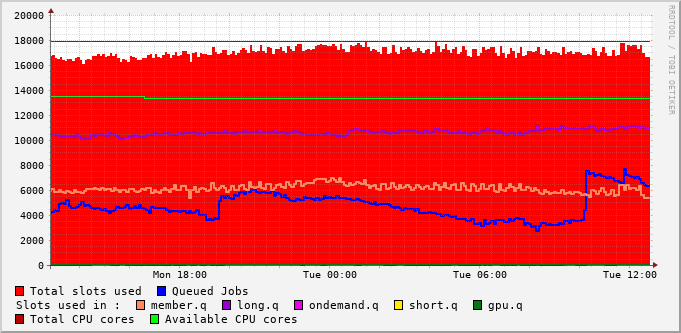 20000
18000
16000
14000
12000
10000
8000
6000
4000
2000
0
Mon 18:00 Tue 00:00 Tue 06:00 Tue 12:00
RRDTOOL / TOBI OETIKER
Total slots used Queued Jobs
Slots used in : member.q long.q ondemand.q short.q gpu.q
Total CPU cores Available CPU cores